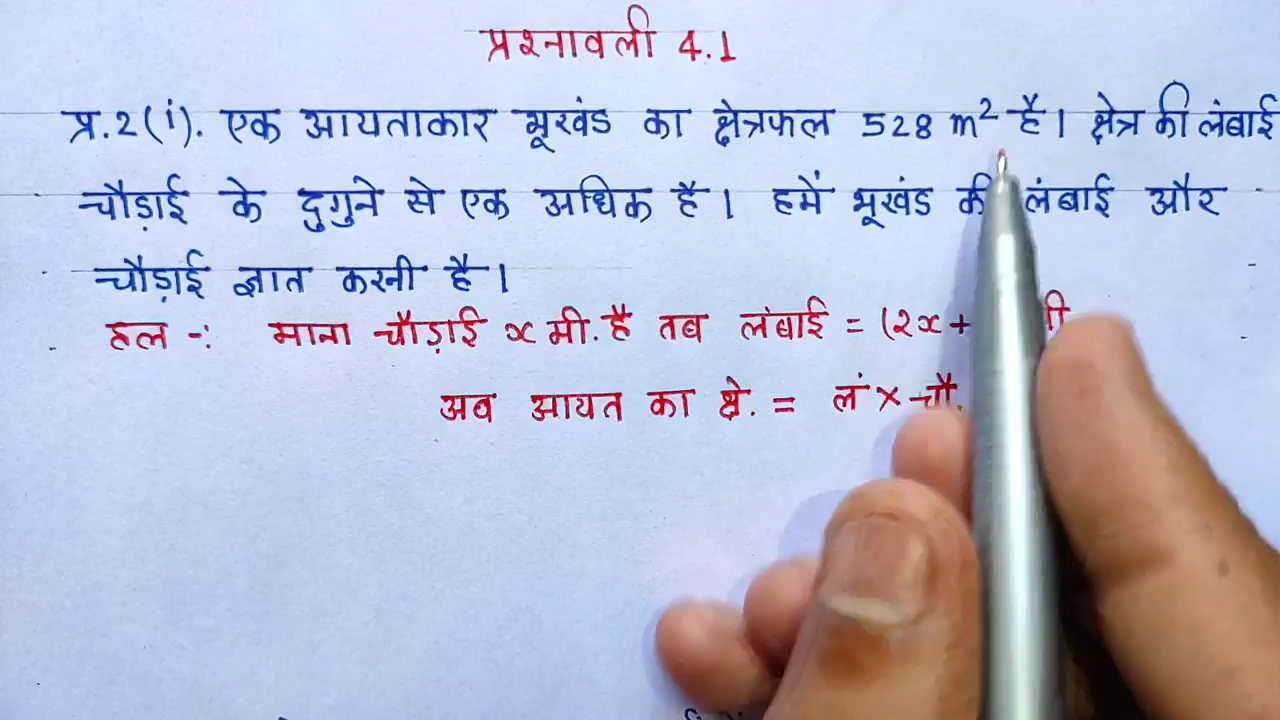 प्रश्नावली 4.1
प्र.2(i). एक आयताकार भूखंड का क्षेत्रफल 528 m² है। क्षेत्र की लंबाई
चौड़ाई के दुगुने से एक अधिक है। हमें भूखंड की लंबाई और
चौड़ाई ज्ञात करनी है।
हल -: माना चौड़ाई x मी. है तब लंबाई = (2x+
अब आयत का क्षे. = लं × चौ.